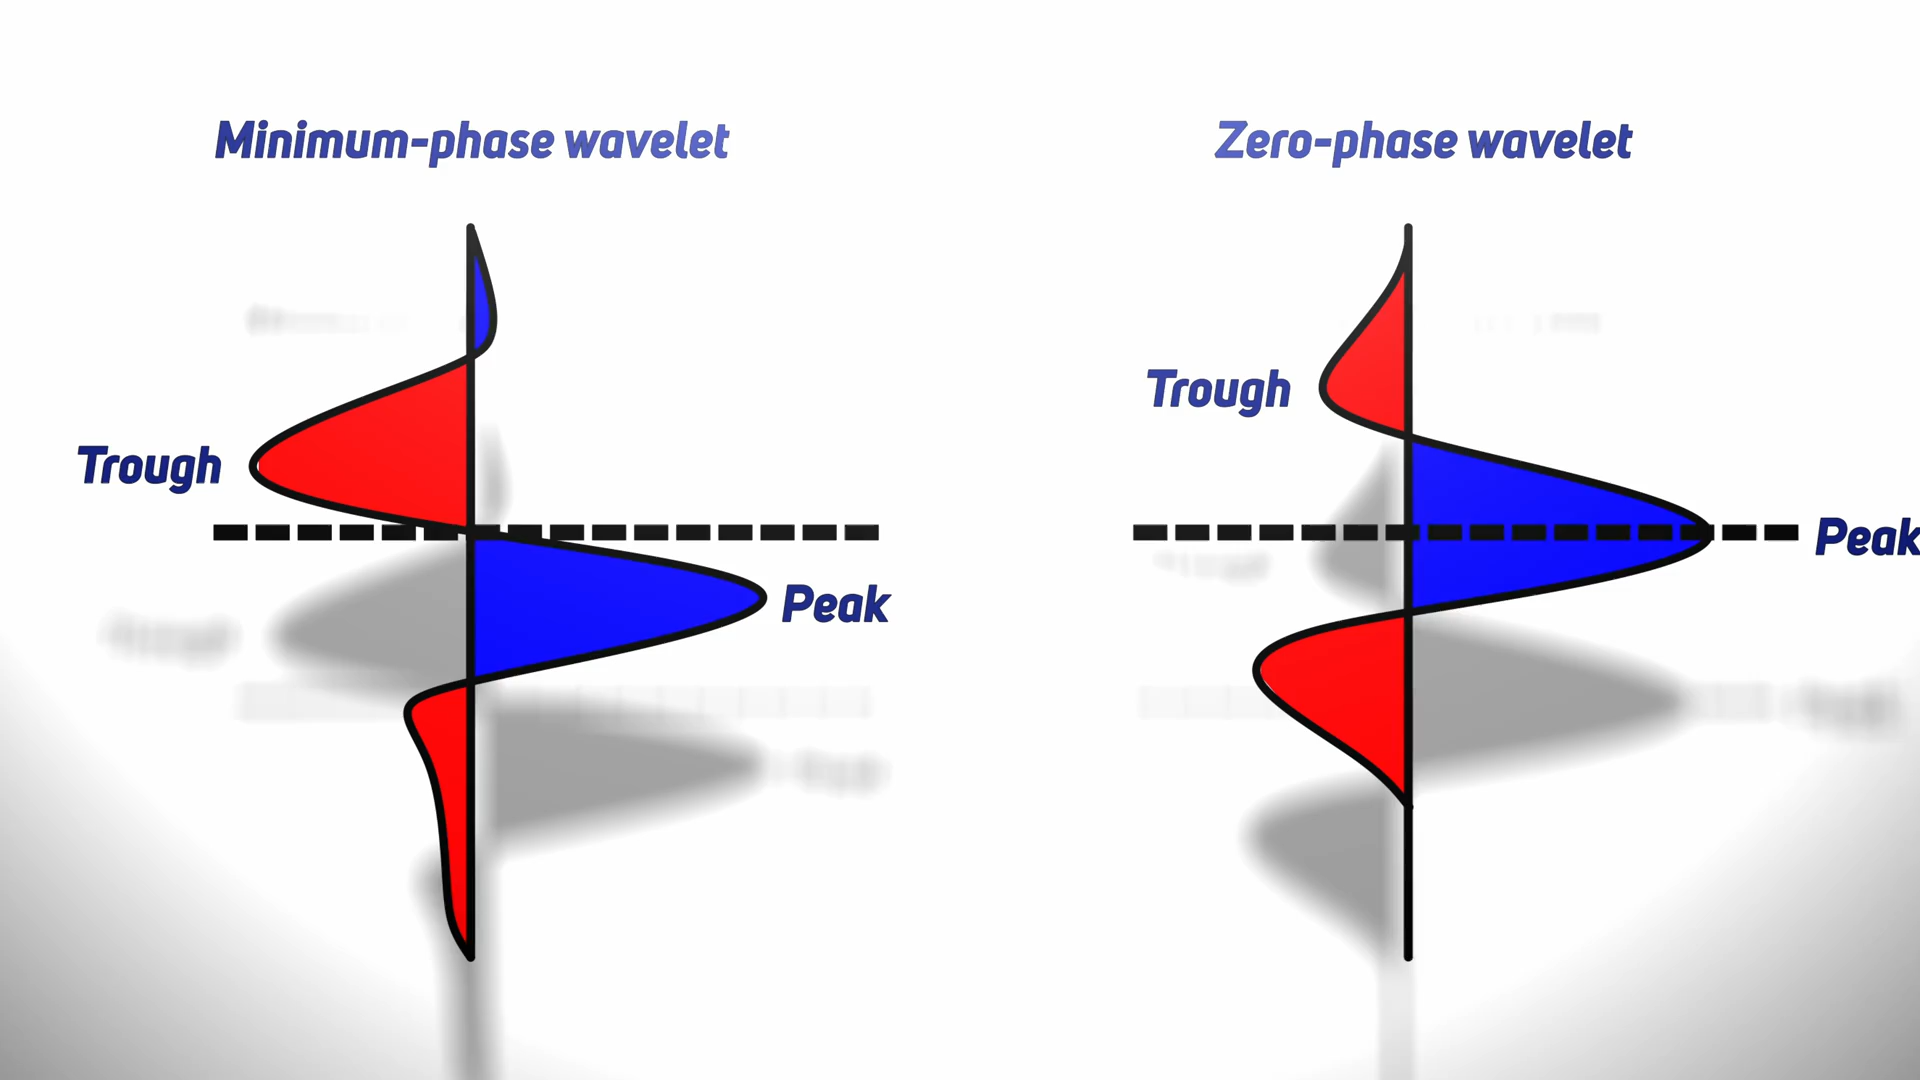 Minimum-phase wavelet
Zero-phase wavelet
Trough
Trough
Peak
Peak